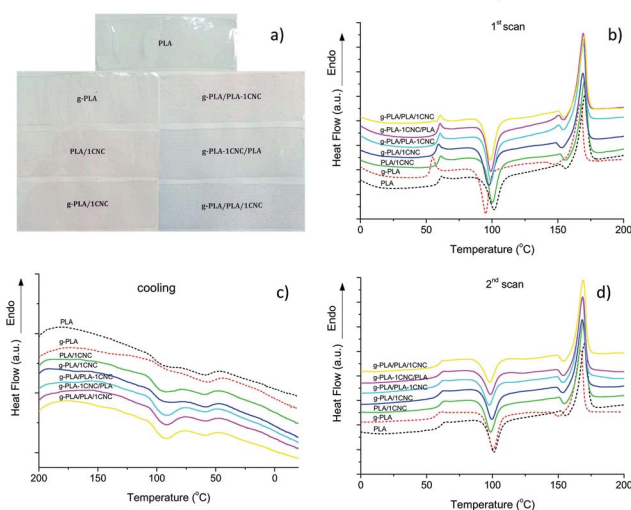 a)
PLA
g-PLA
g-PLA/PLA-1CNC
PLA/1CNC
g-PLA-1CNC/PLA
g-PLA/1CNC
g-PLA/PLA/1CNC
b)
1st scan
Endo
Heat Flow (a.u.)
g-PLA/PLA/1CNC
g-PLA-1CNC/PLA
g-PLA/PLA-1CNC
g-PLA/1CNC
PLA/1CNC
g-PLA
PLA
0 50 100 150 200
Temperature (°C)
c)
cooling
Endo
Heat Flow (a.u.)
PLA
g-PLA
PLA/1CNC
g-PLA/1CNC
g-PLA/PLA-1CNC
g-PLA-1CNC/PLA
g-PLA/PLA/1CNC
200 150 100 50 0
Temperature (°C)
d)
2nd scan
Endo
Heat Flow (a.u.)
g-PLA/PLA/1CNC
g-PLA-1CNC/PLA
g-PLA/PLA-1CNC
g-PLA/1CNC
PLA/1CNC
g-PLA
PLA
0 50 100 150 200
Temperature (°C)